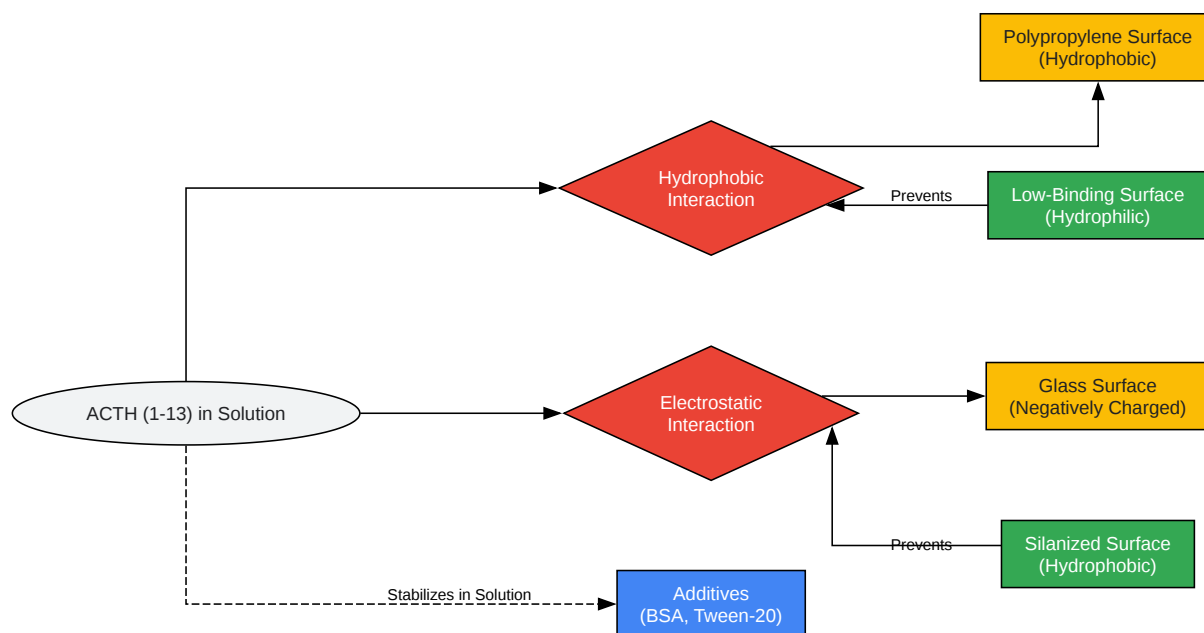 Polypropylene Surface
(Hydrophobic)
Hydrophobic
Interaction
Prevents
Low-Binding Surface
(Hydrophilic)
ACTH (1-13) in Solution
Electrostatic
Interaction
Glass Surface
(Negatively Charged)
Prevents
Silanized Surface
(Hydrophobic)
Stabilizes in Solution
Additives
(BSA, Tween-20)